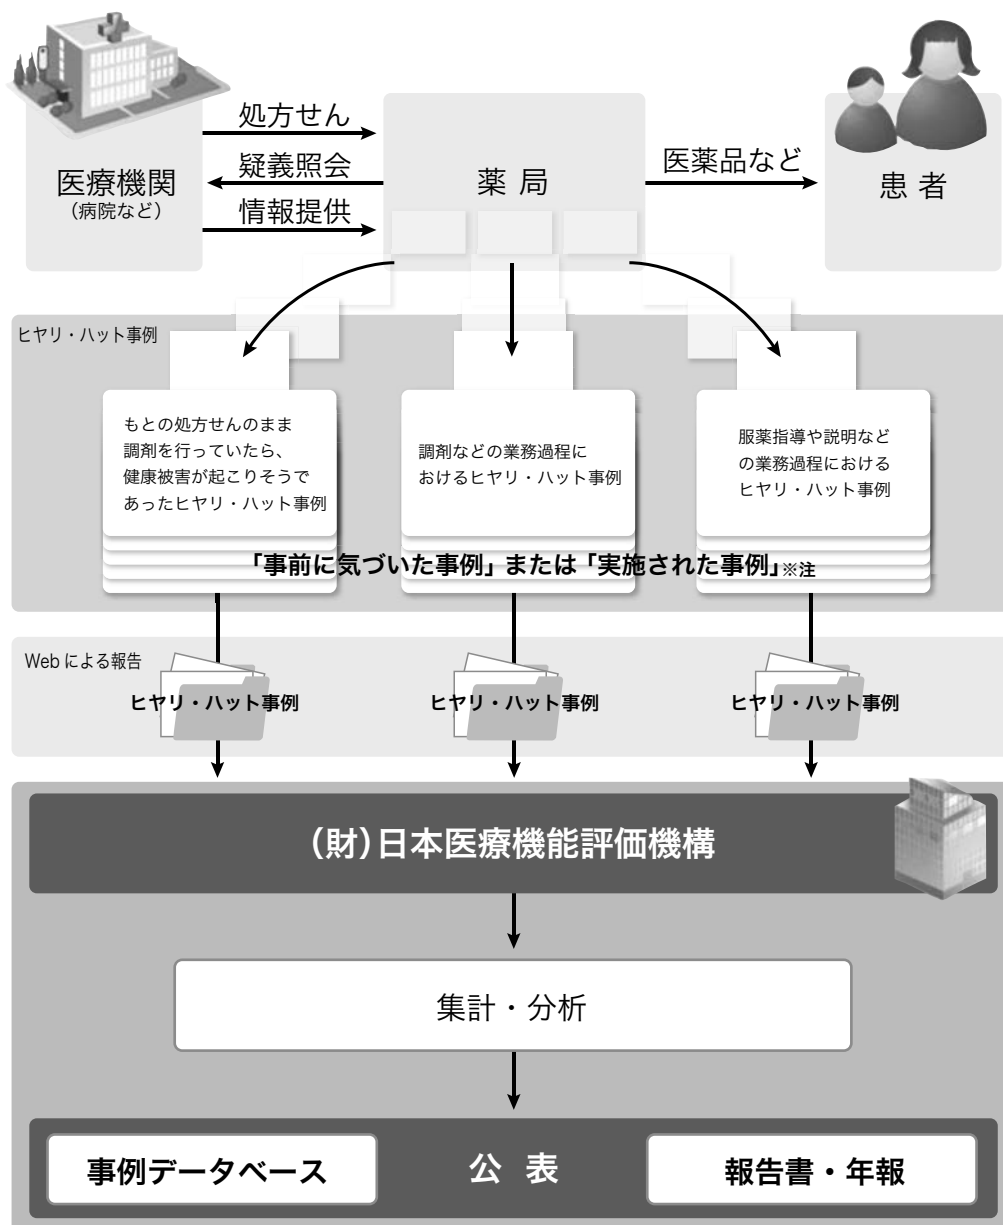 処方せん
疑義照会
情報提供
医療機関
(病院など)
薬 局
医薬品など
患 者
ヒヤリ・ハット事例
もとの処方せんのまま
調剤を行っていたら、
健康被害が起こりそうで
あったヒヤリ・ハット事例
調剤などの業務過程に
おけるヒヤリ・ハット事例
服薬指導や説明など
の業務過程における
ヒヤリ・ハット事例
「事前に気づいた事例」または「実施された事例」※注
Web による報告
ヒヤリ・ハット事例
ヒヤリ・ハット事例
ヒヤリ・ハット事例
(財)日本医療機能評価機構
集計・分析
事例データベース
公 表
報告書・年報